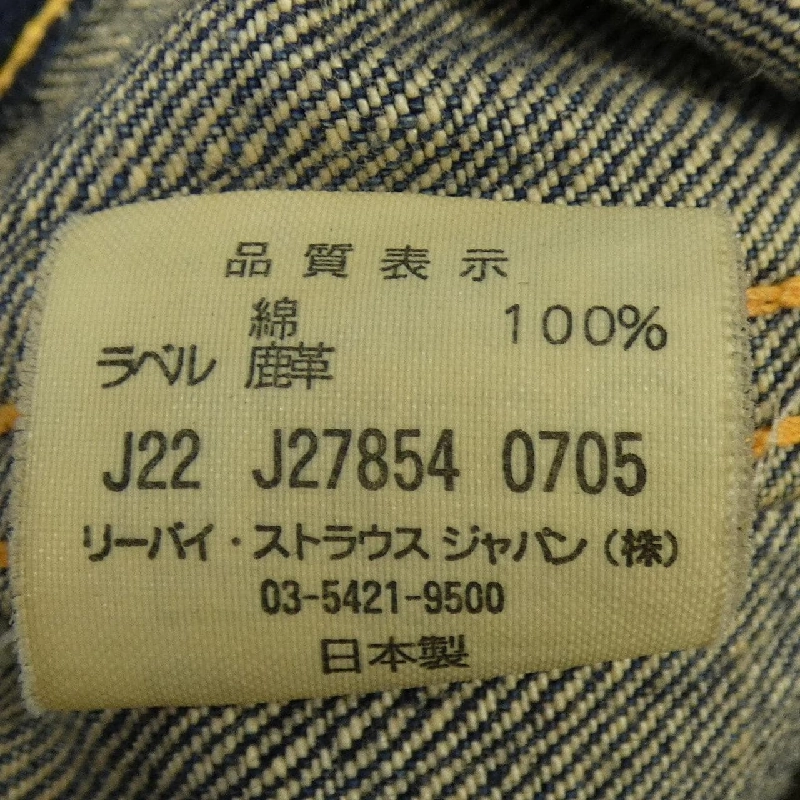 品質表示
綿 100%
ラベル 鹿革
J22 J27854 0705
リーバイ・ストラウス ジャパン(株)
03-5421-9500
日本製